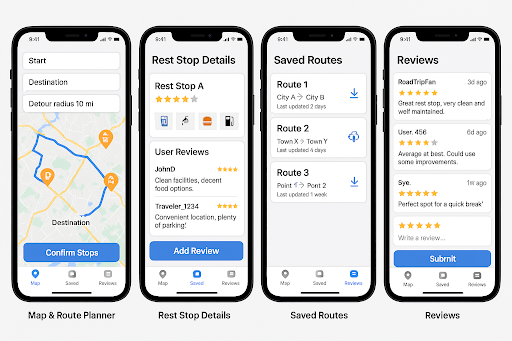 9:41
Start
Destination
Detour radius 10 mi
Destination
Confirm Stops
Map
Saved
Reviews
Map & Route Planner
9:41
Rest Stop Details
Rest Stop A
User Reviews
JohnD
Clean facilities, decent
food options.
Traveler_1234
Convenient location, plenty
of parking!
Add Review
Map
Saved
Reviews
Rest Stop Details
9:41
Saved Routes
Route 1
City A → City B
Last updated 2 days
Route 2
Town X → Town Y
Last updated 4 days
Route 3
Point → Pont 2
Last updated 1 week
Map
Saved
Reviews
Saved Routes
9:41
Reviews
RoadTripFan 3d ago
Great rest stop, very clean and
well maintained.
User. 456 6d ago
Average at best. Could use
some improvements.
Sye. 1w ago
Perfect spot for a quick break'
Write a review...
Submit
Map
Saved
Reviews
Reviews